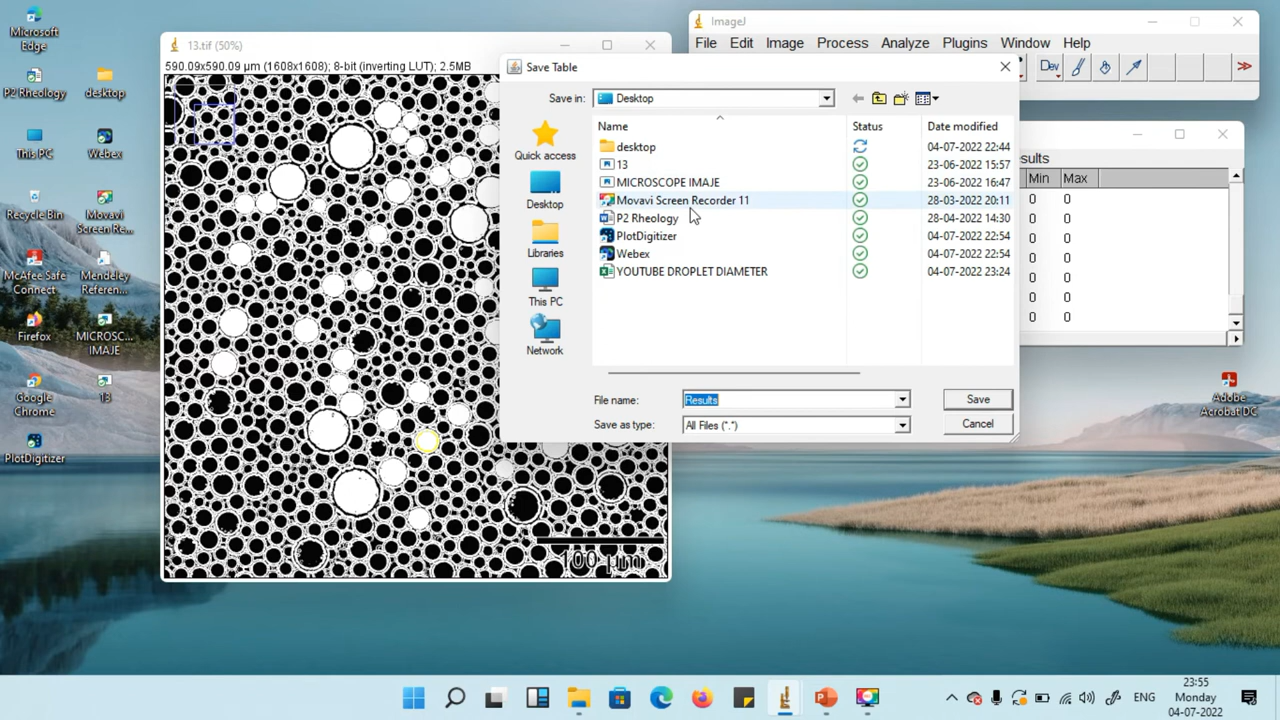 Microsoft
Edge
P2 Rheology
desktop
This PC
Webex
Recycle Bin
Movavi
Screen Re...
McAfee Safe
Connect
Mendeley
Referen...
Firefox
MICROSC...
IMAJE
Google
Chrome
13
PlotDigitizer
13.tif (50%)
590.09x590.09 µm (1608x1608); 8-bit (inverting LUT); 2.5MB
100 µm
ImageJ
File Edit Image Process Analyze Plugins Window Help
Dev
Save Table
Save in: Desktop
Name Status Date modified
desktop 04-07-2022 22:44
13 23-06-2022 15:57
MICROSCOPE IMAJE 23-06-2022 16:47
Movavi Screen Recorder 11 28-03-2022 20:11
P2 Rheology 28-04-2022 14:30
PlotDigitizer 04-07-2022 22:54
Webex 04-07-2022 22:54
YOUTUBE DROPLET DIAMETER 04-07-2022 23:24
Quick access
Desktop
Libraries
This PC
Network
File name: Results Save
Save as type: All Files (*.*) Cancel
sults
Min Max
0 0
0 0
0 0
0 0
0 0
0 0
0 0
Adobe
Acrobat DC
ENG
23:55
Monday
04-07-2022